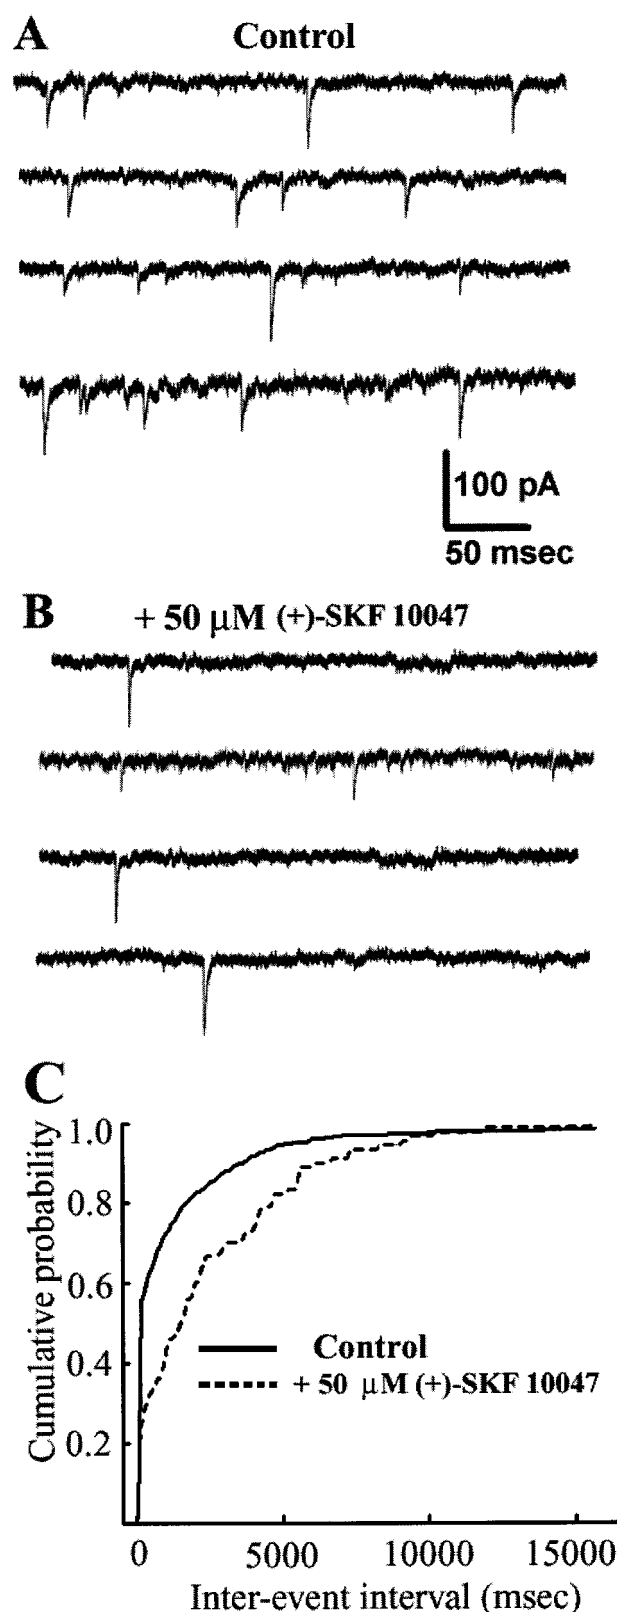 A
Control
100 pA
50 msec
B
+ 50 μM (+)-SKF 10047
C
Cumulative probability
1.0
0.8
0.6
0.4
0.2
Control
+ 50 μM (+)-SKF 10047
0 5000 10000 15000
Inter-event interval (msec)